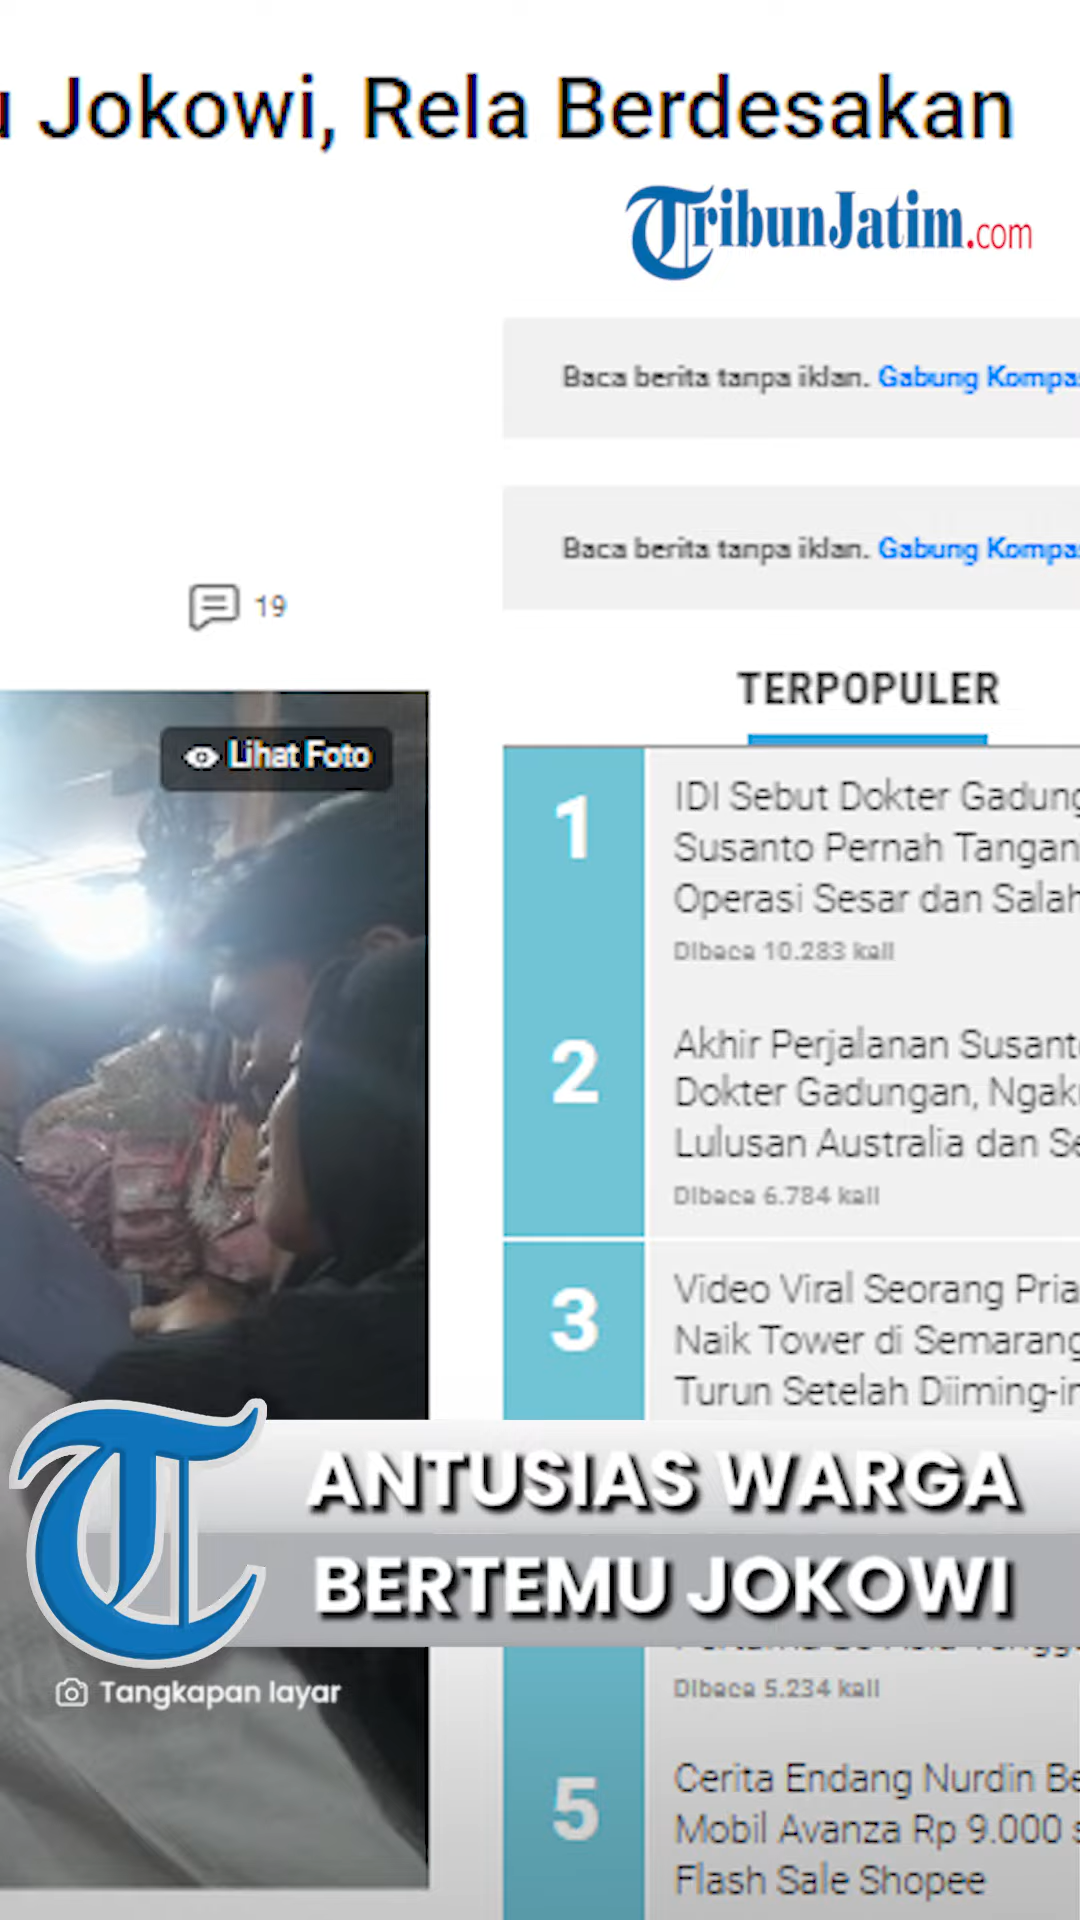 Jokowi, Rela Berdesakan
TribunJatim.com
Baca berita tanpa iklan. Gabung Kompas
Baca berita tanpa iklan. Gabung Kompas
19
Lihat Foto
TERPOPULER
1
IDI Sebut Dokter Gadung
Susanto Pernah Tangan
Operasi Sesar dan Salah
Dibaca 10.283 kali
2
Akhir Perjalanan Susanto
Dokter Gadungan, Ngaku
Lulusan Australia dan Se
Dibaca 6.784 kali
3
Video Viral Seorang Pria
Naik Tower di Semarang
Turun Setelah Diiming-in
ANTUSIAS WARGA
BERTEMU JOKOWI
Tangkapan layar
Dibaca 5.234 kali
5
Cerita Endang Nurdin Be
Mobil Avanza Rp 9.000 s
Flash Sale Shopee